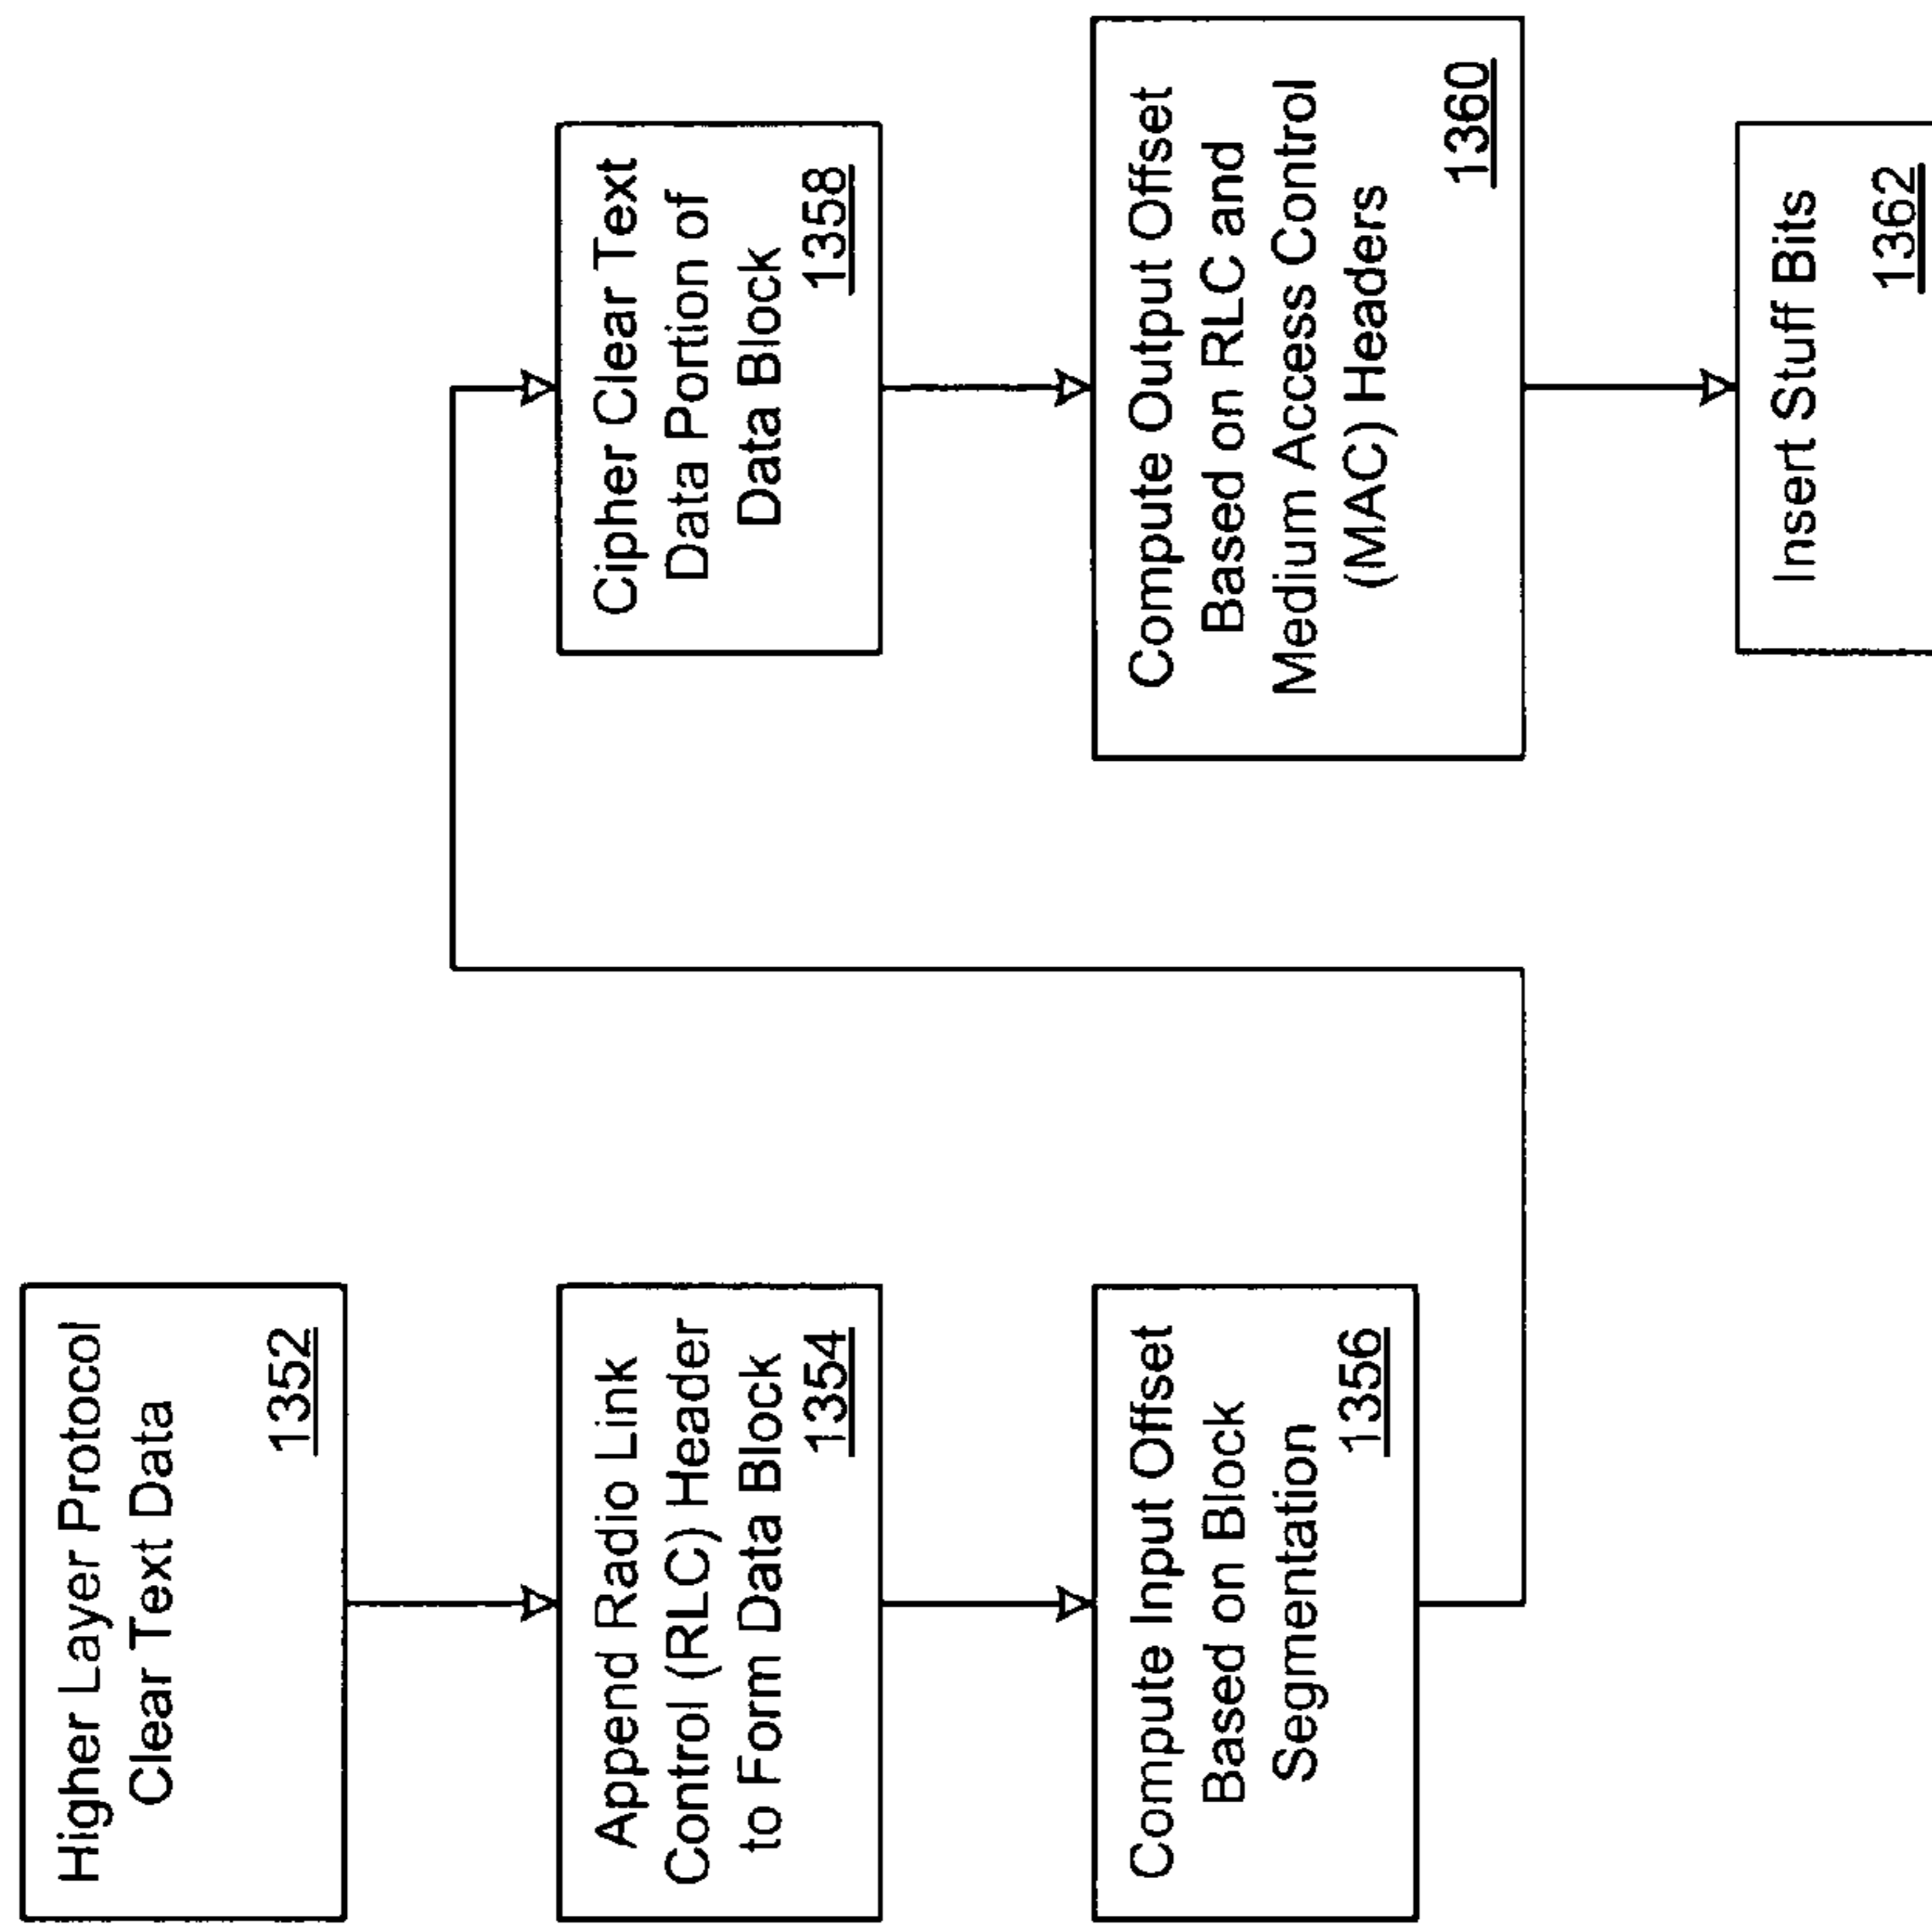 Higher Layer Protocol
Clear Text Data
1352
Append Radio Link
Control (RLC) Header
to Form Data Block
1354
Compute Input Offset
Based on Block
Segmentation
1356
Cipher Clear Text
Data Portion of
Data Block
1358
Compute Output Offset
Based on RLC and
Medium Access Control
(MAC) Headers
1360
Insert Stuff Bits
1362